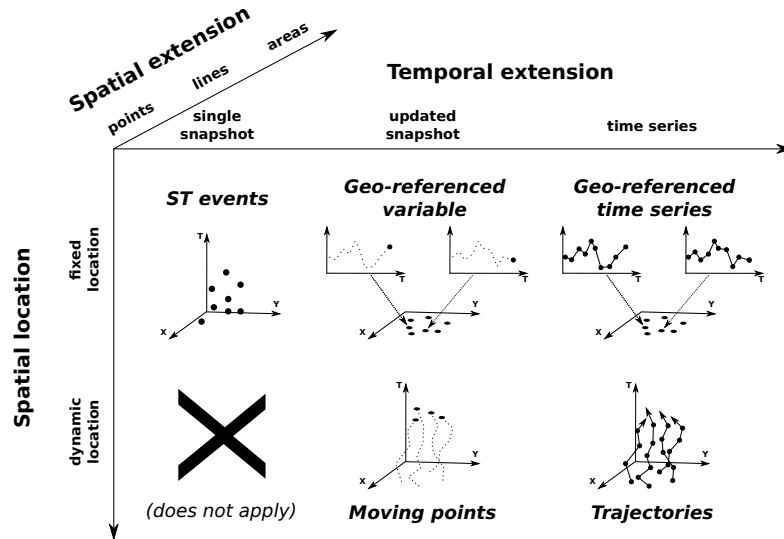 Spatial extension
points
lines
areas
Temporal extension
single
snapshot
updated
snapshot
time series
Spatial location
fixed
location
dynamic
location
ST events
T
Y
X
Geo-referenced
variable
T
T
Y
X
Geo-referenced
time series
T
T
Y
X
(does not apply)
T
Y
X
Moving points
T
Y
X
Trajectories